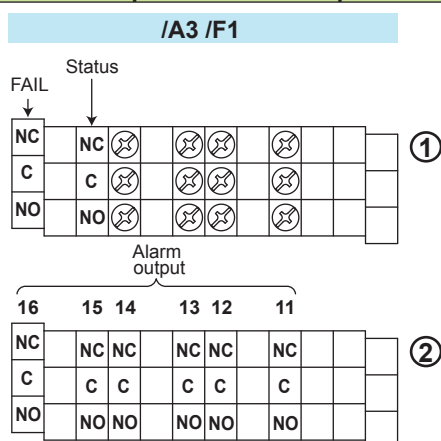 /A3 /F1
Status
FAIL
NC NC
C C
NO NO
1
Alarm
output
16 15 14 13 12 11
NC NC NC NC NC NC
C C C C C C
NO NO NO NO NO NO
2